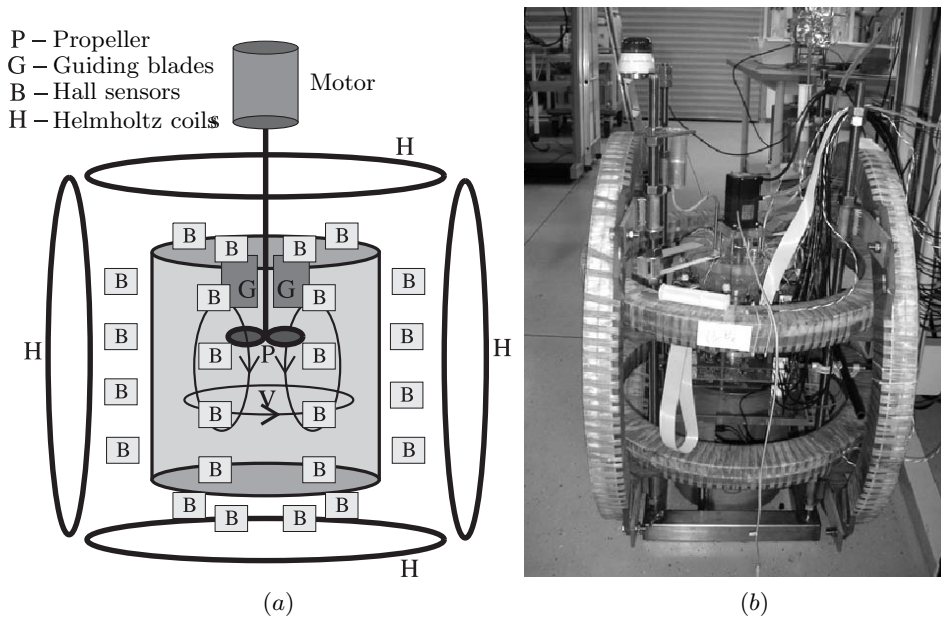 P – Propeller
G – Guiding blades
B – Hall sensors
H – Helmholtz coils
Motor
H
B
B
B
B
B
B
G
G
B
B
B
B
H
H
P
B
B
B
B
V
B
B
B
B
B
B
B
B
B
B
H
(a)
(b)